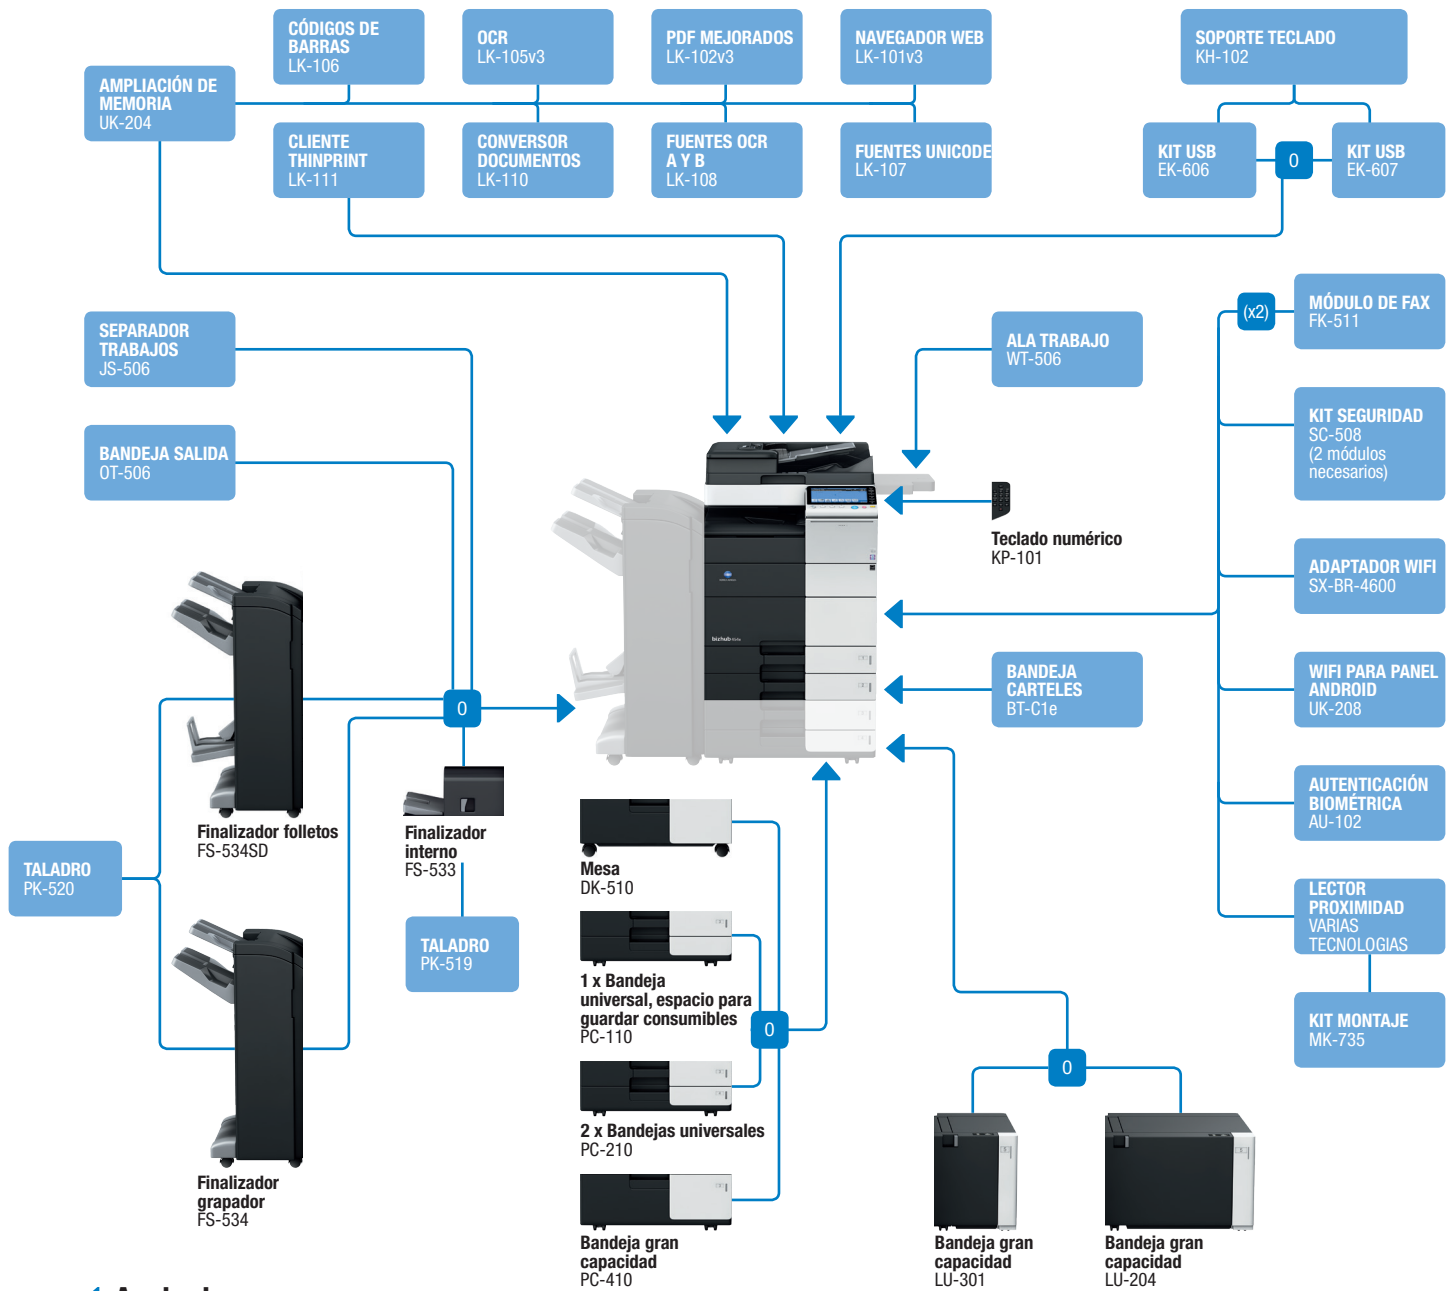 CÓDIGOS DE
BARRAS
LK-106
OCR
LK-105v3
PDF MEJORADOS
LK-102v3
NAVEGADOR WEB
LK-101v3
SOPORTE TECLADO
KH-102
AMPLIACIÓN DE
MEMORIA
UK-204
CLIENTE
THINPRINT
LK-111
CONVERSOR
DOCUMENTOS
LK-110
FUENTES OCR
A Y B
LK-108
FUENTES UNICODE
LK-107
KIT USB
EK-606
0
KIT USB
EK-607
SEPARADOR
TRABAJOS
JS-506
ALA TRABAJO
WT-506
(x2)
MÓDULO DE FAX
FK-511
BANDEJA SALIDA
OT-506
KIT SEGURIDAD
SC-508
(2 módulos
necesarios)
Teclado numérico
KP-101
ADAPTADOR WIFI
SX-BR-4600
bizhub
BANDEJA
CARTELES
BT-C1e
WIFI PARA PANEL
ANDROID
UK-208
0
AUTENTICACIÓN
BIOMÉTRICA
AU-102
Finalizador folletos
FS-534SD
Finalizador
interno
FS-533
Mesa
DK-510
TALADRO
PK-520
LECTOR
PROXIMIDAD
VARIAS
TECNOLOGIAS
TALADRO
PK-519
1 x Bandeja
universal, espacio para
guardar consumibles
PC-110
0
KIT MONTAJE
MK-735
0
2 x Bandejas universales
PC-210
Finalizador
grapador
FS-534
Bandeja gran
capacidad
PC-410
Bandeja gran
capacidad
LU-301
Bandeja gran
capacidad
LU-204